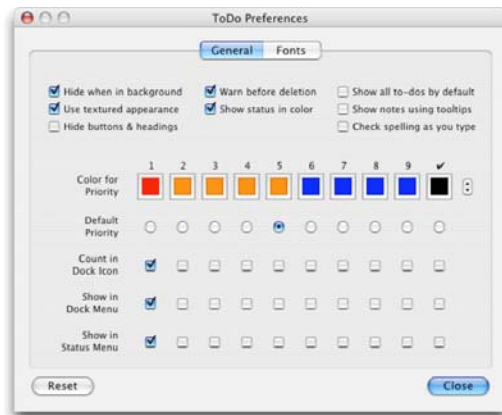 ToDo Preferences
General Fonts
Hide when in background Warn before deletion Show all to-dos by default
Use textured appearance Show status in color Show notes using tooltips
Hide buttons & headings Check spelling as you type
1 2 3 4 5 6 7 8 9 ✔
Color for
Priority
Default
Priority
Count in
Dock Icon
Show in
Dock Menu
Show in
Status Menu
Reset Close